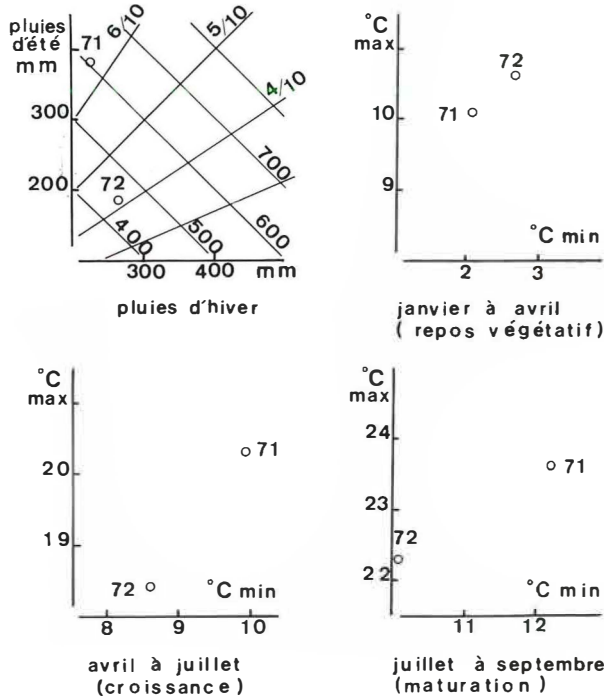 pluies
d'été
mm
71
6/10
5/10
4/10
300
72
200
700
600
500
400
300 400 mm
pluies d'hiver
°C
max
72
71
10
9
°C min
2 3
janvier à avril
( repos végétatif)
°C
max
71
20
19
72
°C min
8 9 10
avril à juillet
(croissance)
°C
max
24
71
23
72
22
°C min
11 12
juillet à septembre
(maturation)